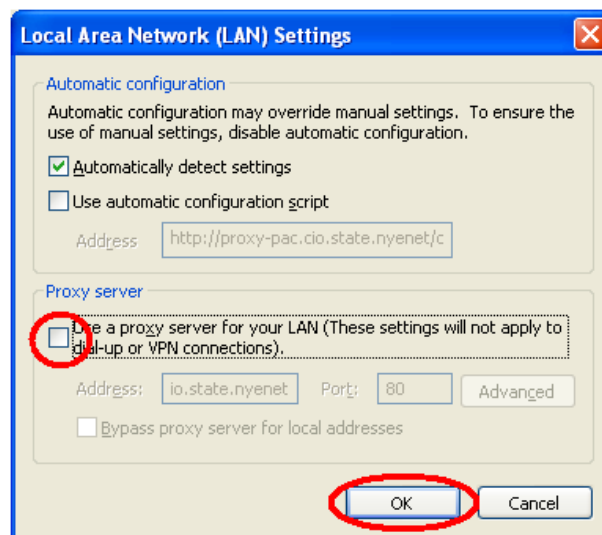 Local Area Network (LAN) Settings
Automatic configuration
Automatic configuration may override manual settings. To ensure the
use of manual settings, disable automatic configuration.
Automatically detect settings
Use automatic configuration script
Address
http://proxy-pac.cio.state.nyenet/c
Proxy server
Use a proxy server for your LAN (These settings will not apply to
dial-up or VPN connections).
Address: io.state.nyenet Port: 80 Advanced
Bypass proxy server for local addresses
OK Cancel